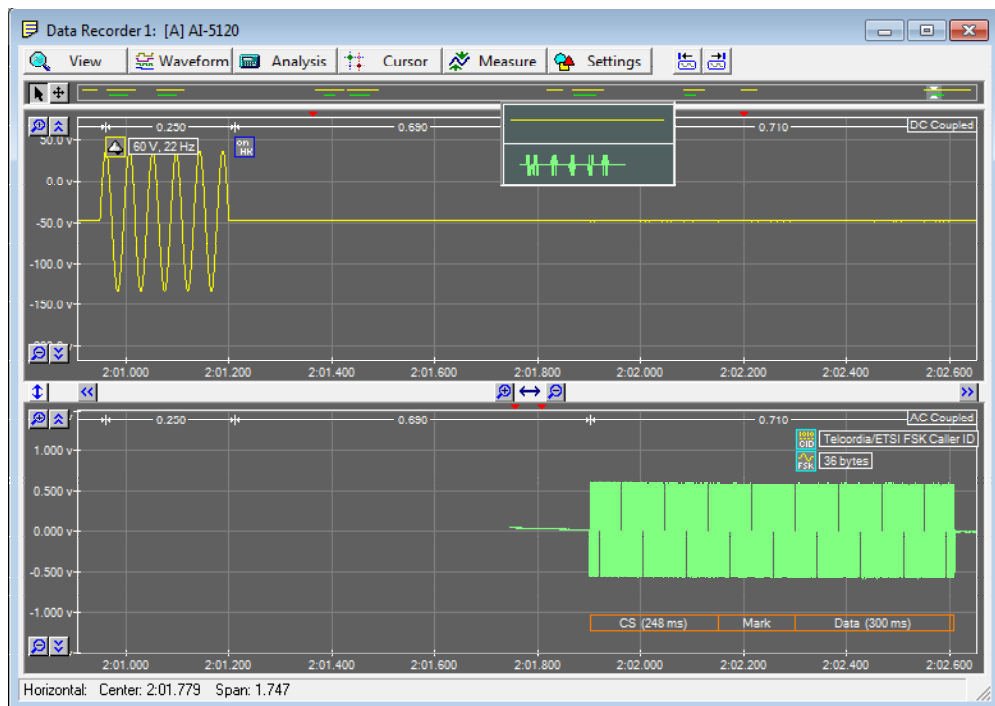 Data Recorder 1: [A] AI-5120
View Waveform Analysis Cursor Measure Settings
0.250 0.690 0.710 DC Coupled
60 V, 22 Hz on HK
50.0 v
0.0 v
-50.0 v
-100.0 v
-150.0 v
2:01.000 2:01.200 2:01.400 2:01.600 2:01.800 2:02.000 2:02.200 2:02.400 2:02.600
0.250 0.690 0.710 AC Coupled
1010 CID Telcordia/ETSI FSK Caller ID
FSK 36 bytes
1.000 v
0.500 v
0.000 v
-0.500 v
-1.000 v
CS (248 ms) Mark Data (300 ms)
2:01.000 2:01.200 2:01.400 2:01.600 2:01.800 2:02.000 2:02.200 2:02.400 2:02.600
Horizontal: Center: 2:01.779 Span: 1.747